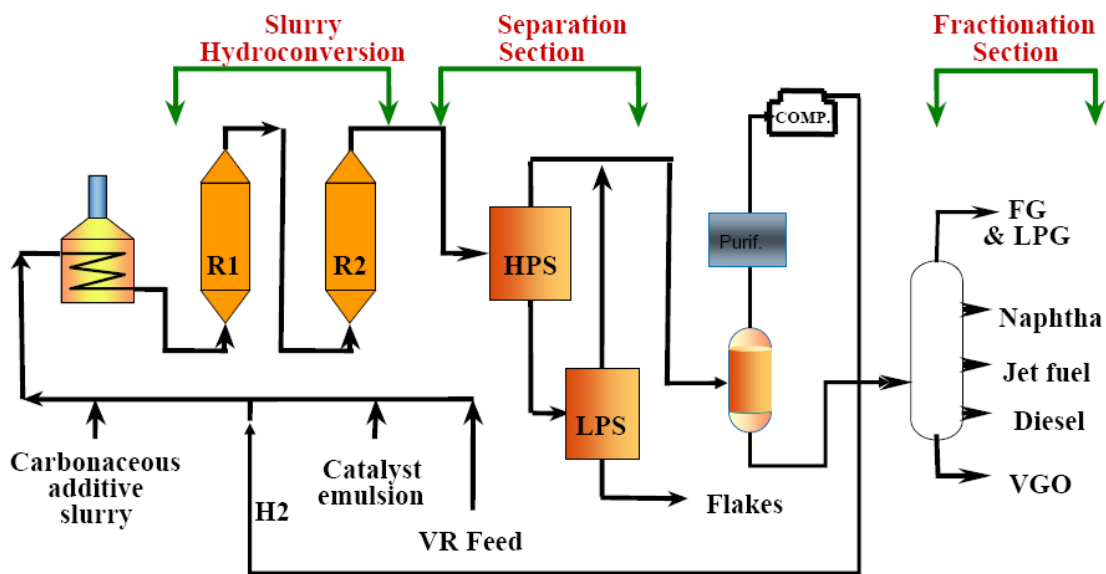 Slurry
Hydroconversion
Separation
Section
Fractionation
Section
COMP.
R1
R2
HPS
Purif.
LPS
FG
& LPG
Naphtha
Jet fuel
Diesel
VGO
Carbonaceous
additive
slurry
H2
Catalyst
emulsion
VR Feed
Flakes